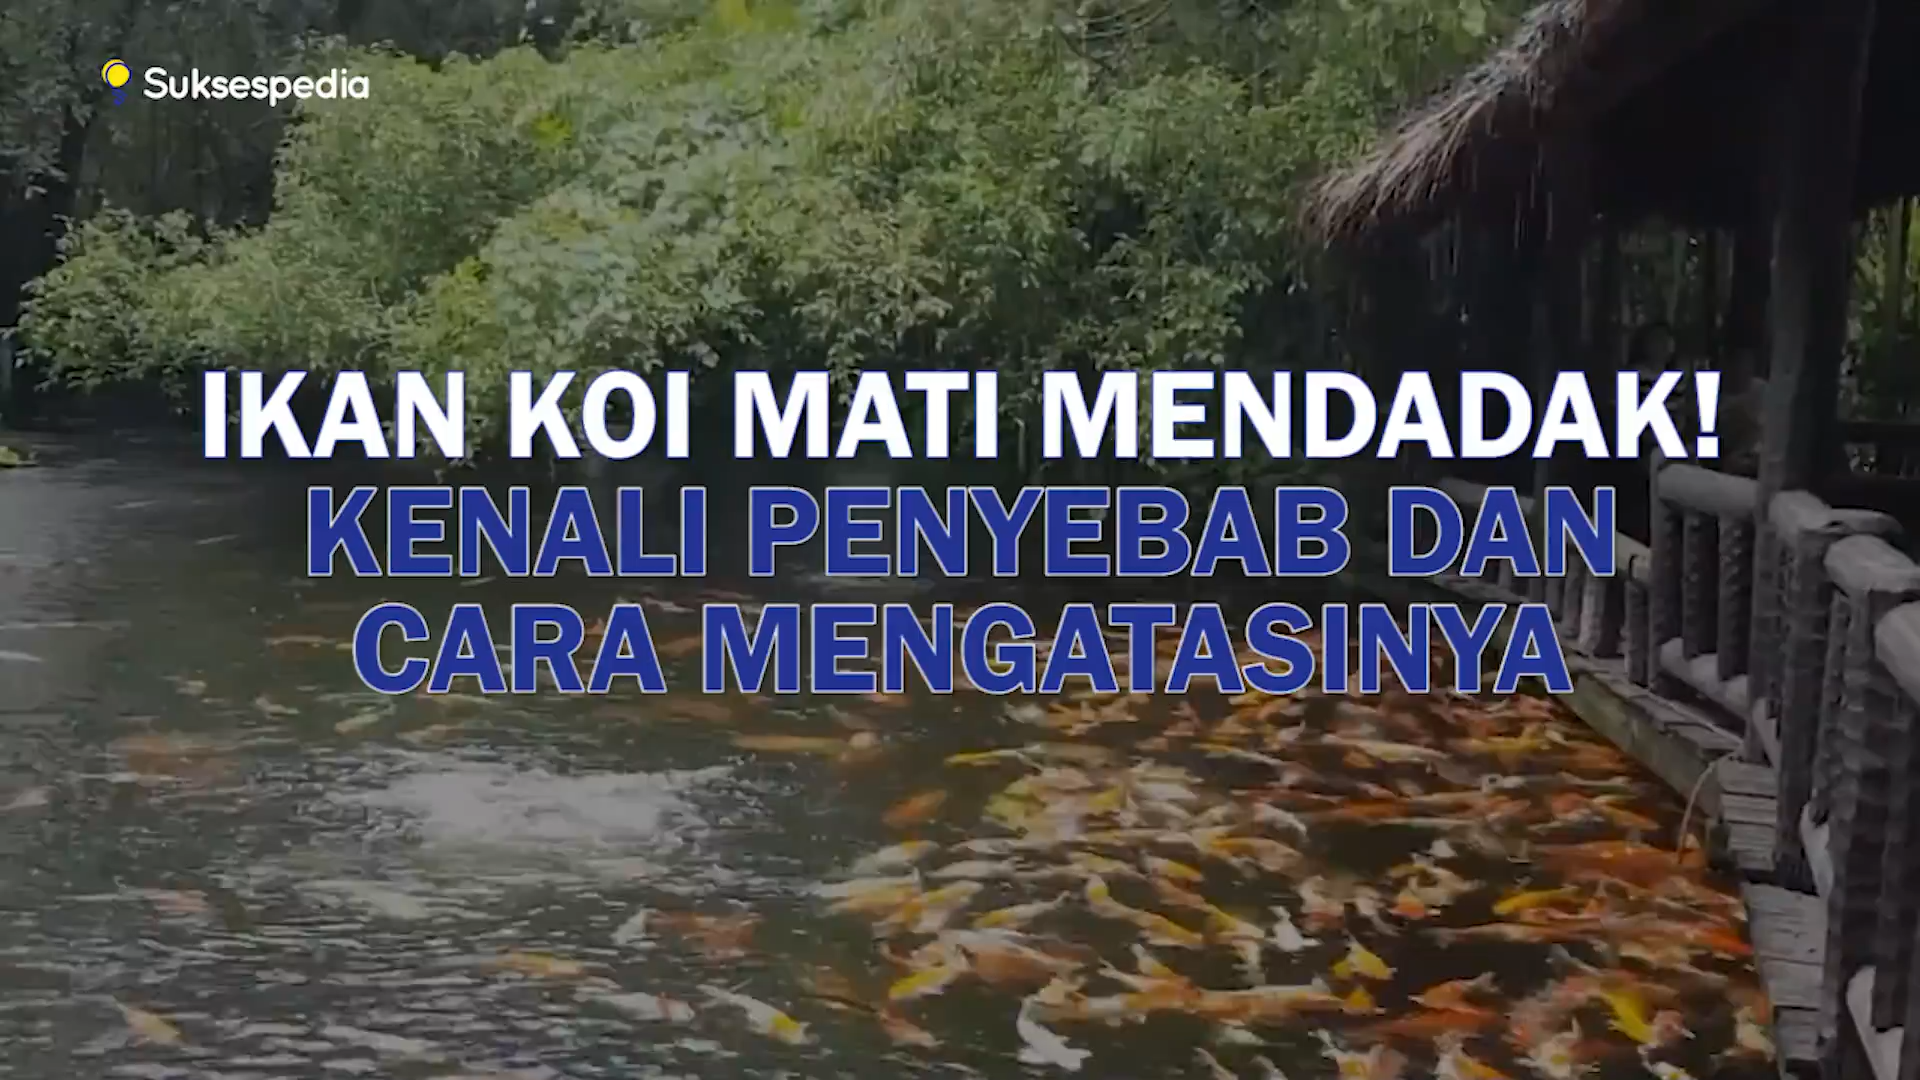 Suksespedia
IKAN KOI MATI MENDADAK!
KENALI PENYEBAB DAN
CARA MENGATASINYA